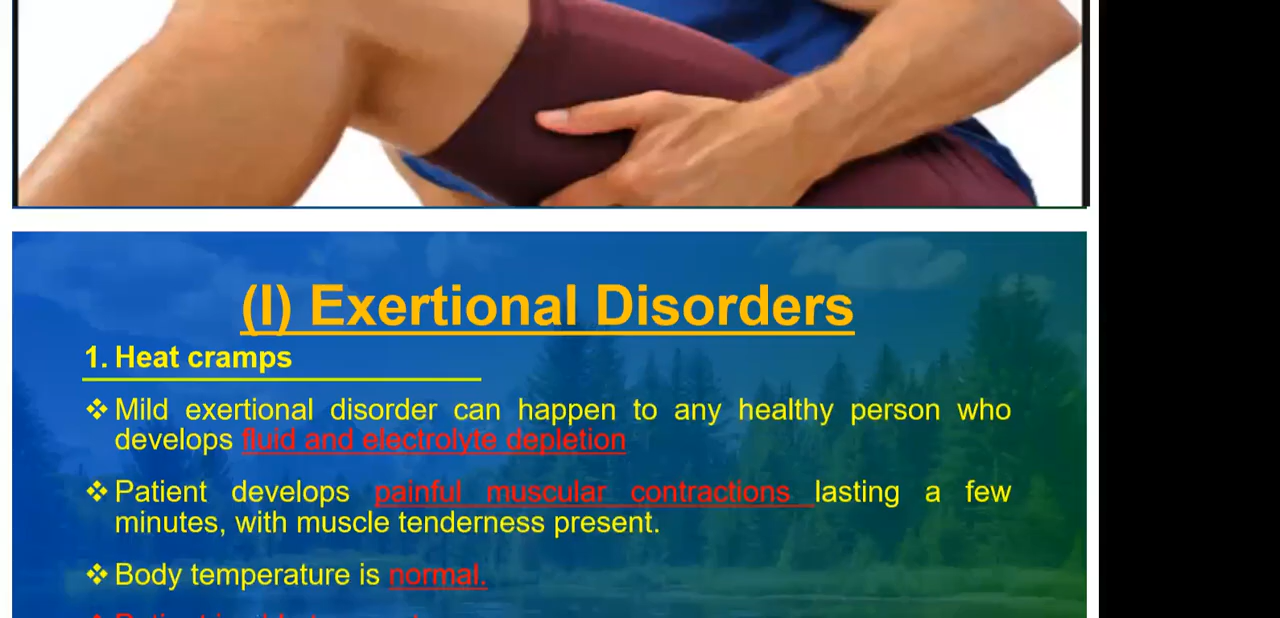 (I) Exertional Disorders
1. Heat cramps
❖ Mild exertional disorder can happen to any healthy person who
develops fluid and electrolyte depletion
❖ Patient develops painful muscular contractions lasting a few
minutes, with muscle tenderness present.
❖ Body temperature is normal.